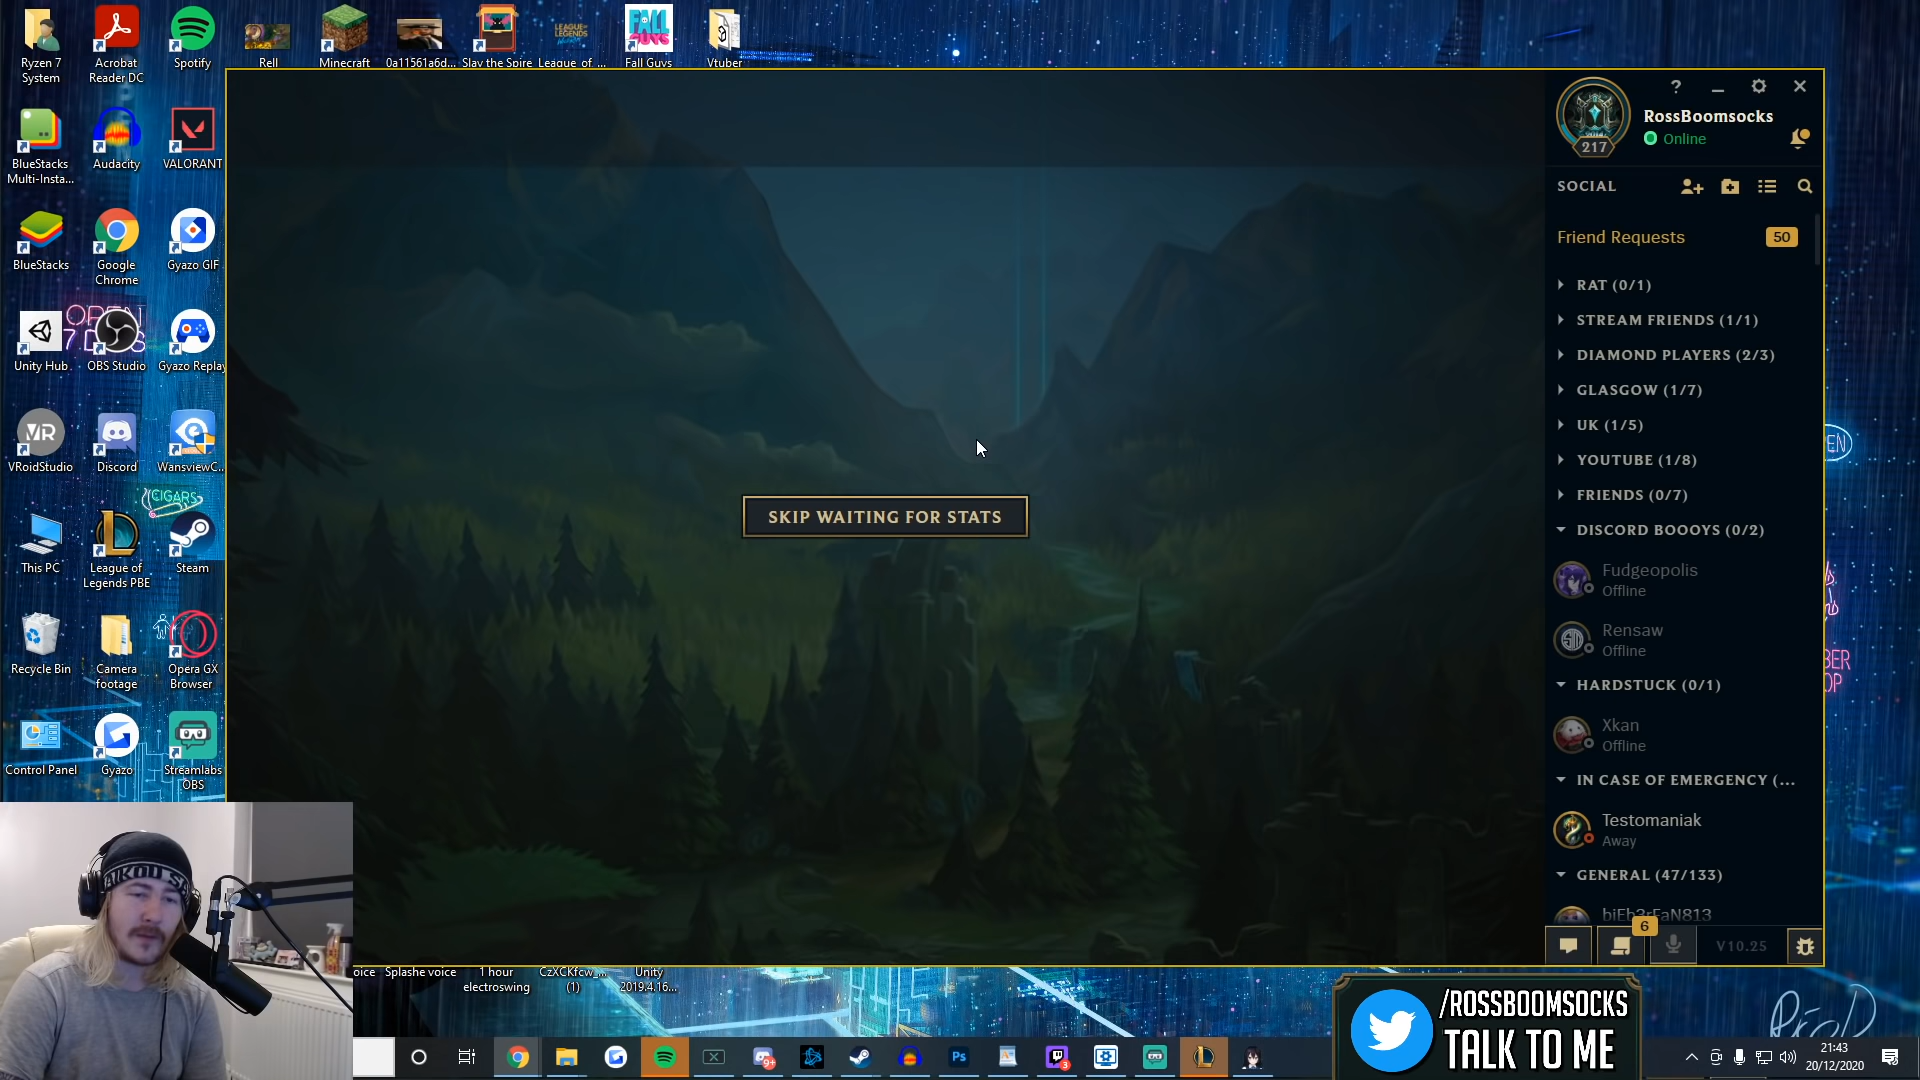 Ryzen 7
System
Acrobat
Reader DC
Spotify
Rell
Minecraft
0a11561a6d...
Slay the Spire
League_of_...
Fall Guys
Vtuber
BlueStacks
Multi-Insta...
Audacity
VALORANT
BlueStacks
Google
Chrome
Gyazo GIF
OPEN
Unity Hub
OBS Studio
Gyazo Replay
VRoidStudio
Discord
WansviewC...
CIGARS
This PC
League of
Legends PBE
Steam
Recycle Bin
Camera
footage
Opera GX
Browser
Control Panel
Gyazo
Streamlabs
OBS
SKIP WAITING FOR STATS
217
RossBoomsocks
Online
SOCIAL
Friend Requests
50
RAT (0/1)
STREAM FRIENDS (1/1)
DIAMOND PLAYERS (2/3)
GLASGOW (1/7)
UK (1/5)
YOUTUBE (1/8)
FRIENDS (0/7)
DISCORD BOOOYS (0/2)
Fudgeopolis
Offline
Rensaw
Offline
HARDSTUCK (0/1)
Xkan
Offline
IN CASE OF EMERGENCY (...
Testomaniak
Away
GENERAL (47/133)
6
V10.25
oice
Splashe voice
1 hour
electroswing
CzXCKfcw_...
(1)
Unity
2019.4.16...
/ROSSBOOMSOCKS
TALK TO ME
21:43
20/12/2020